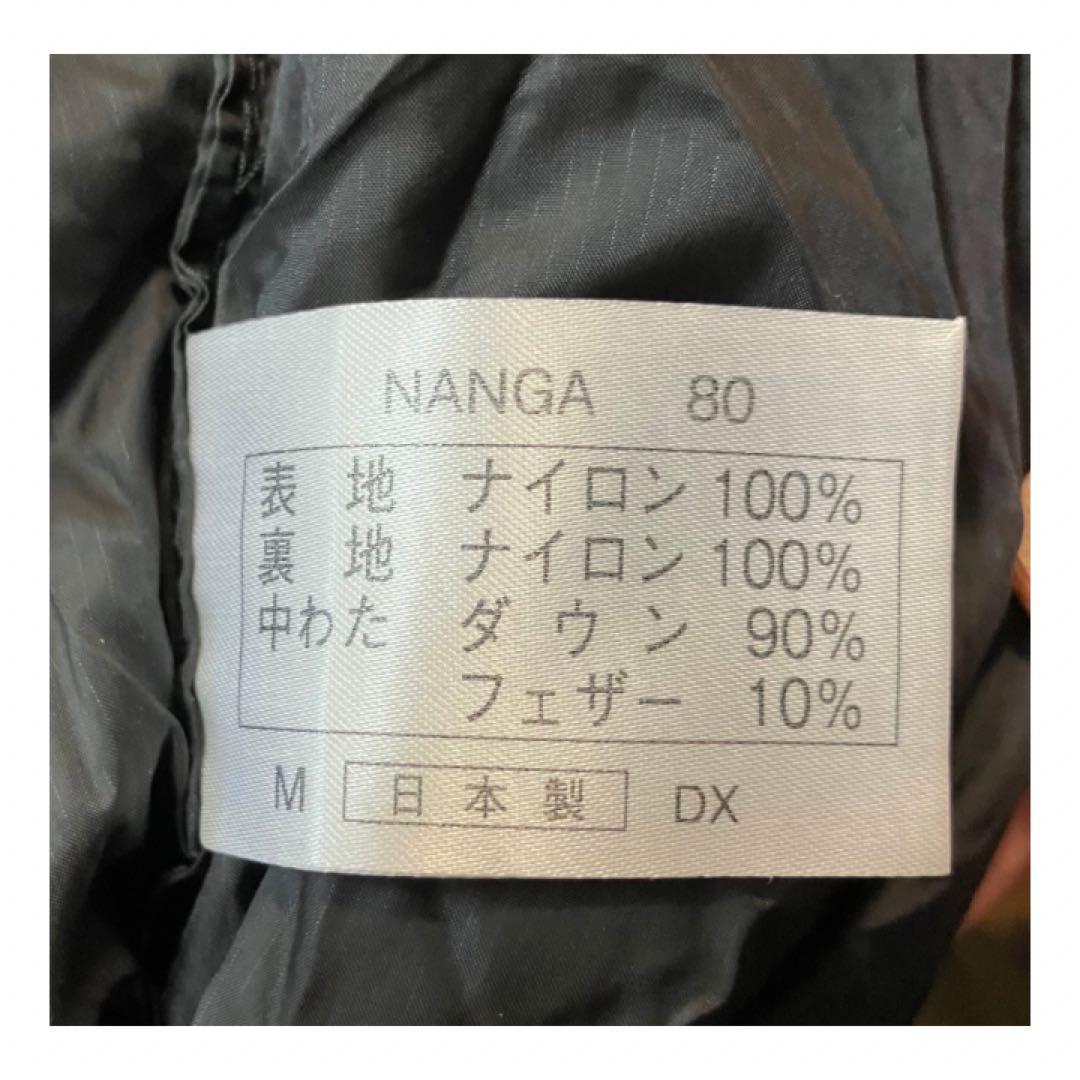 NANGA 80
表地 ナイロン 100%
裏地 ナイロン 100%
中わた ダウン 90%
フェザー 10%
M 日本製 DX